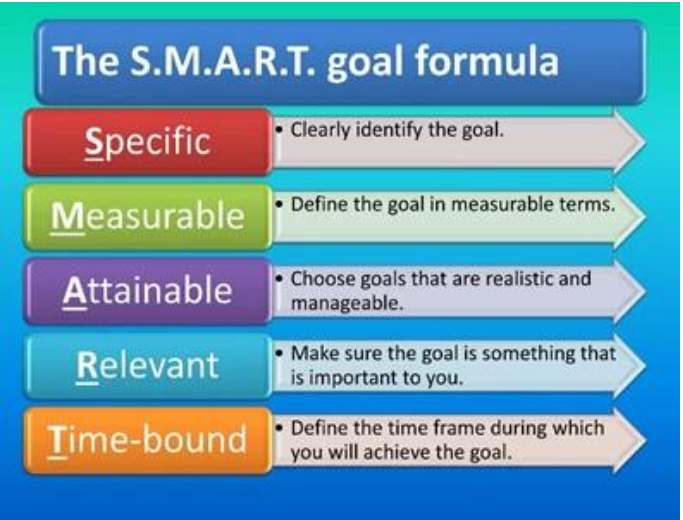 The S.M.A.R.T. goal formula
Specific
• Clearly identify the goal.
Measurable
• Define the goal in measurable terms.
Attainable
• Choose goals that are realistic and
manageable.
Relevant
• Make sure the goal is something that
is important to you.
Time-bound
• Define the time frame during which
you will achieve the goal.